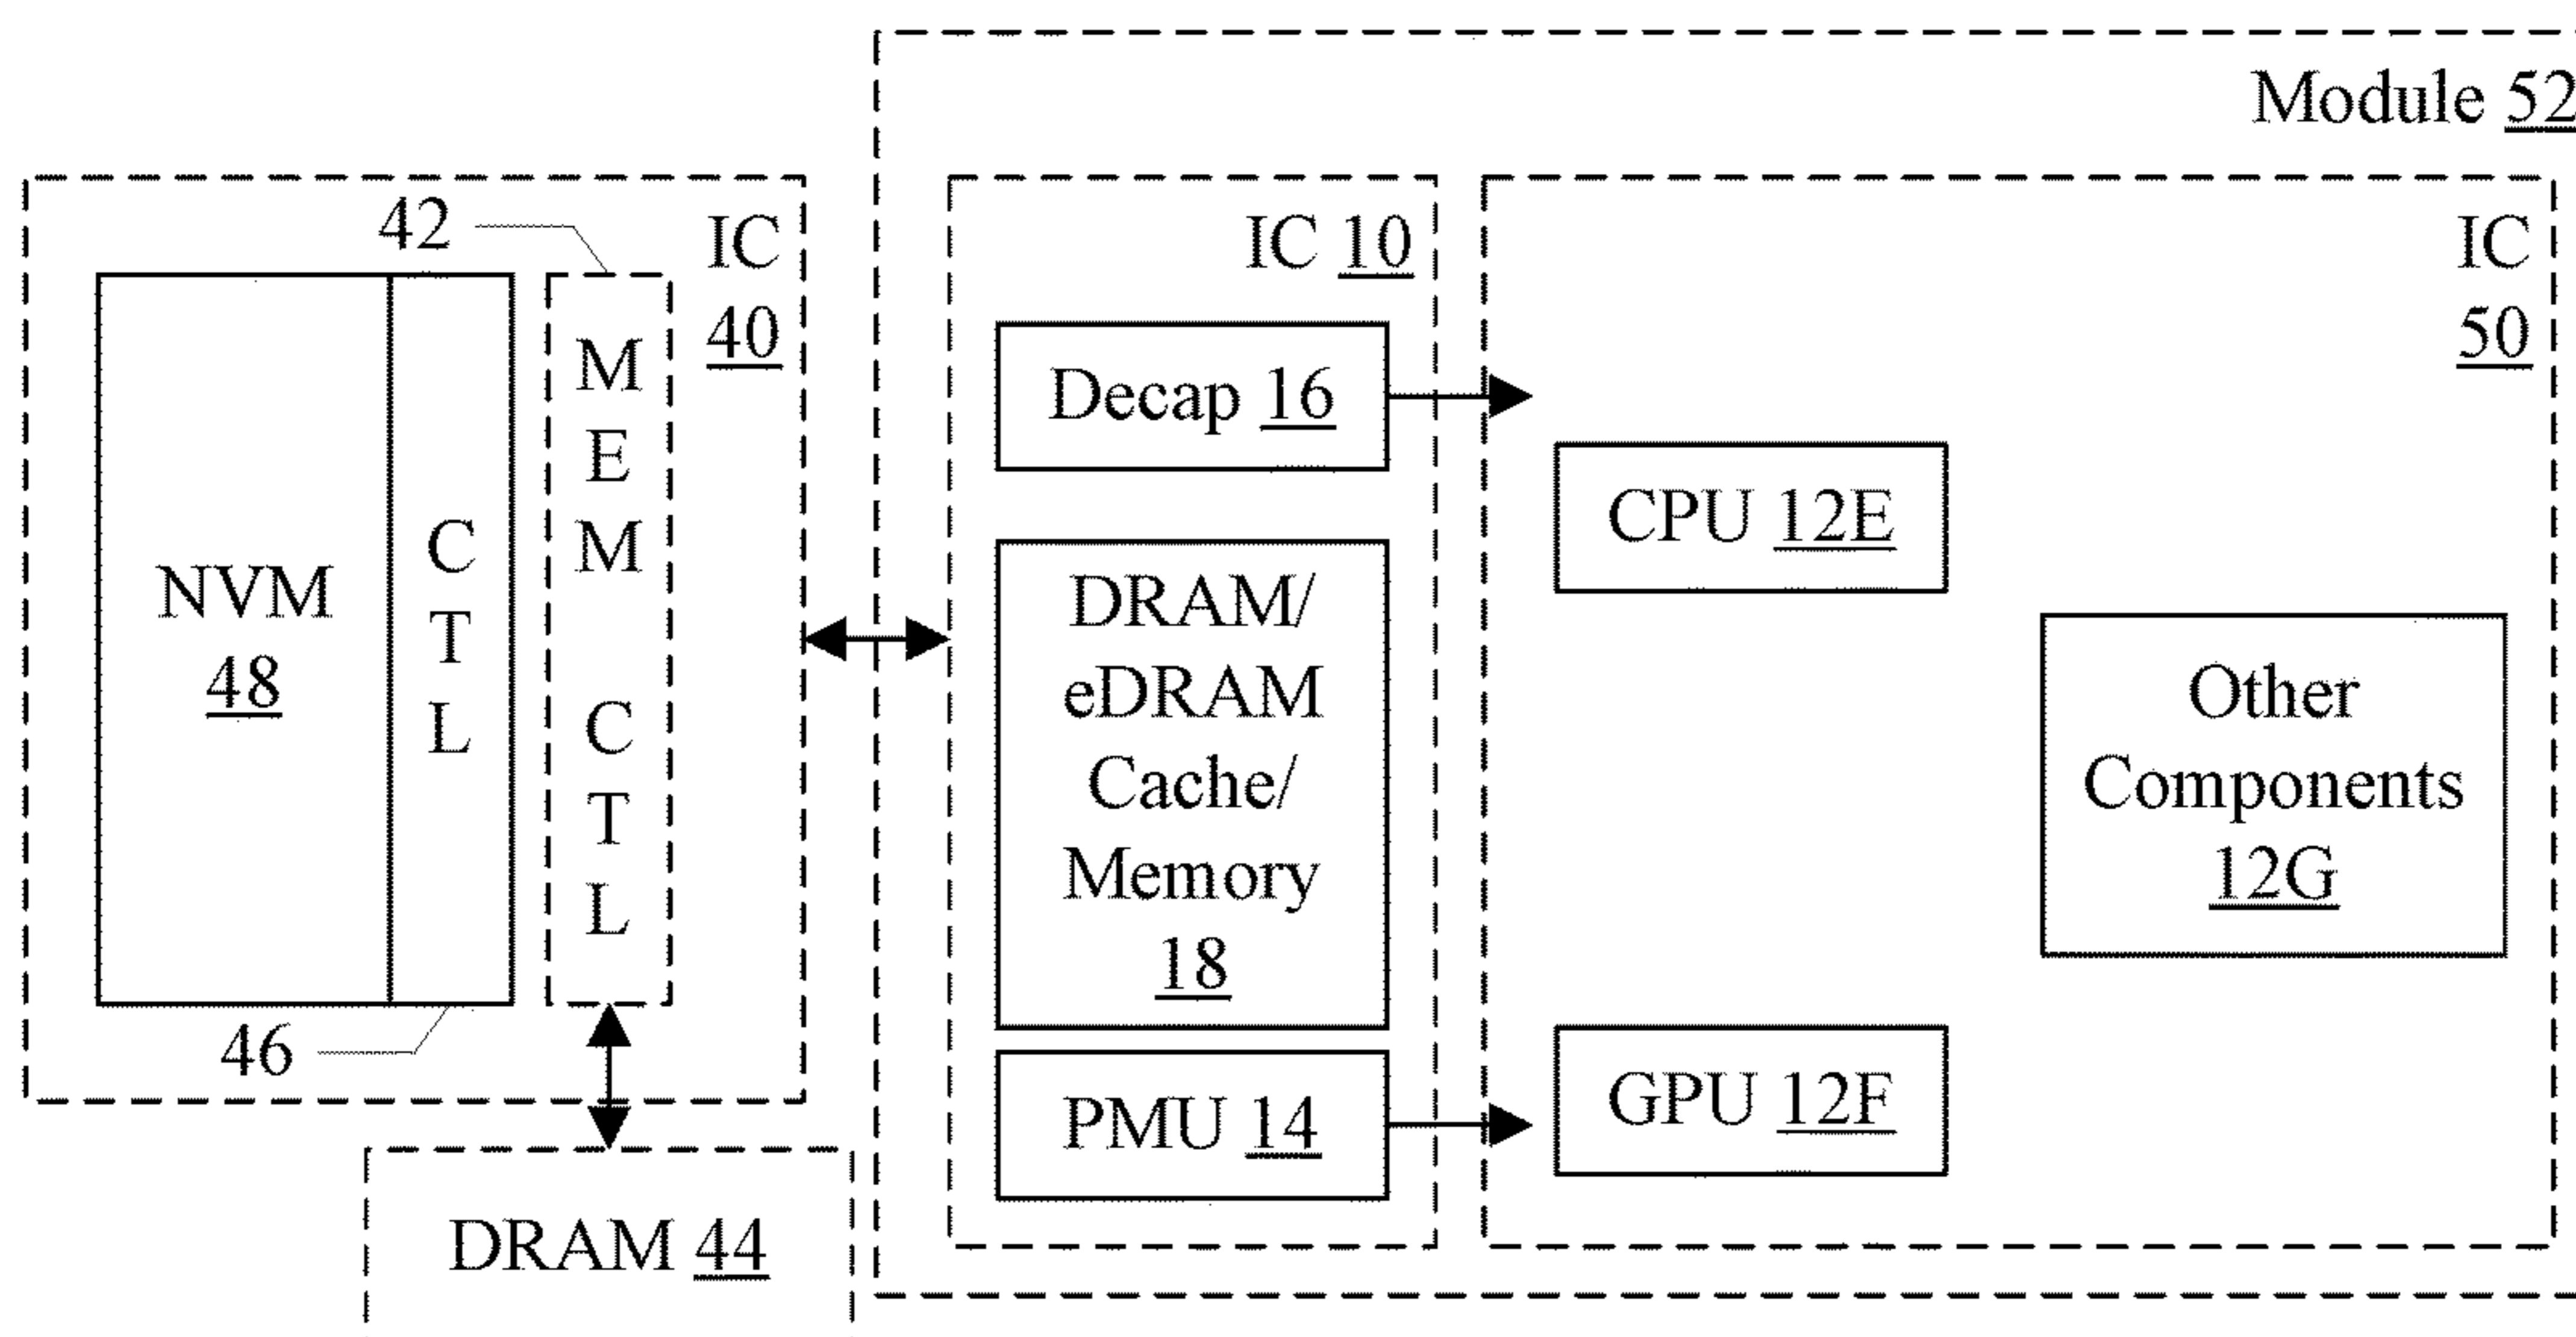 Module 52
42
IC
40
NVM
48
C
T
L
M
E
M
C
T
L
46
DRAM 44
IC 10
Decap 16
DRAM/
eDRAM
Cache/
Memory
18
PMU 14
IC
50
CPU 12E
Other
Components
12G
GPU 12F